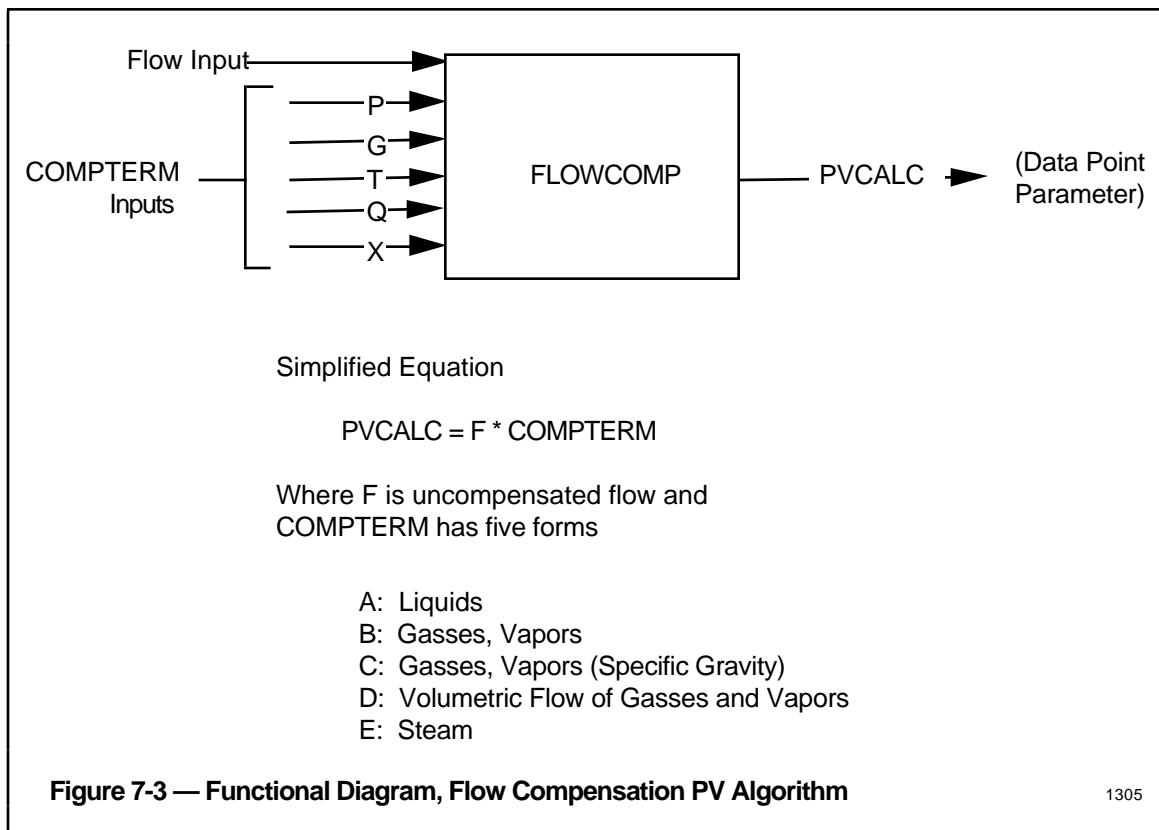 Flow Input
P
G
T
Q
X
COMPTERM
Inputs
FLOWCOMP
PVCALC
(Data Point
Parameter)
Simplified Equation
PVCALC = F * COMPTERM
Where F is uncompensated flow and
COMPTERM has five forms
A: Liquids
B: Gasses, Vapors
C: Gasses, Vapors (Specific Gravity)
D: Volumetric Flow of Gasses and Vapors
E: Steam
Figure 7-3 — Functional Diagram, Flow Compensation PV Algorithm
1305